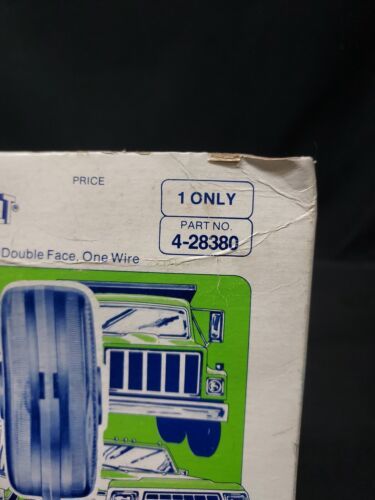 PRICE
1 ONLY
PART NO.
4-28380
Double Face, One Wire